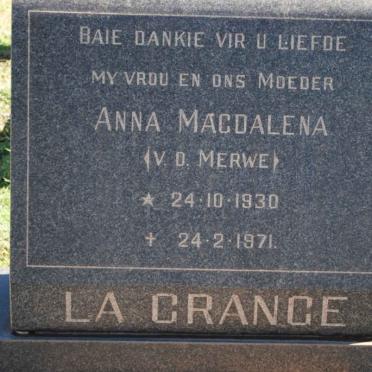 BAIE DANKIE VIR U LIEFDE
MY VROU EN ONS MOEDER
ANNA MAGDALENA
(V. D. MERWE)
★ 24·10·1930
✝ 24·2·1971.
LA GRANGE